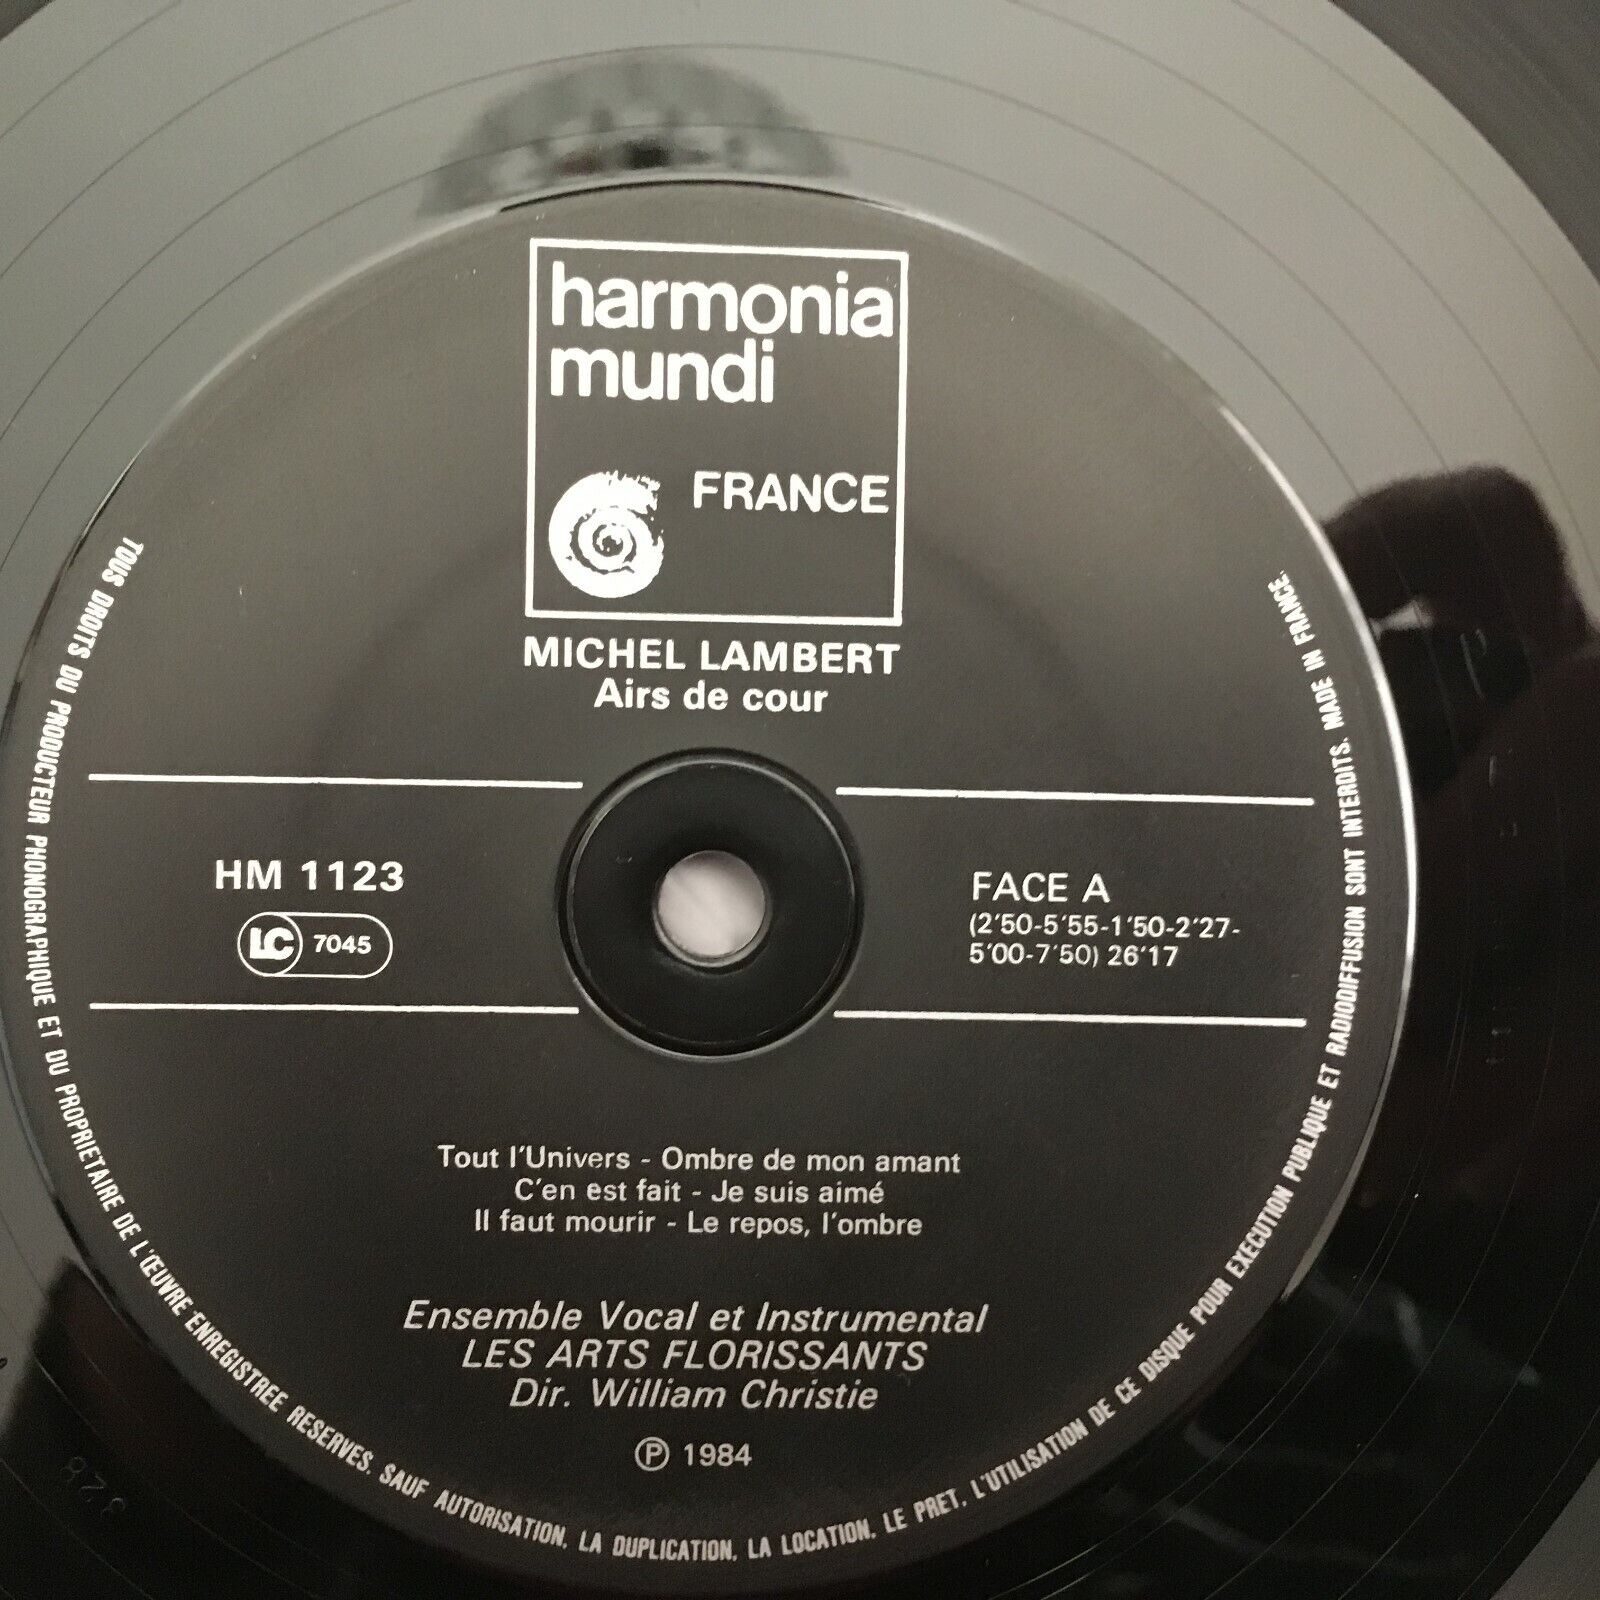 harmonia
mundi
FRANCE
MICHEL LAMBERT
Airs de cour
HM 1123
LC 7045
FACE A
(2'50-5'55-1'50-2'27-
5'00-7'50) 26'17
Tout l'Univers - Ombre de mon amant
C'en est fait - Je suis aimé
Il faut mourir - Le repos, l'ombre
Ensemble Vocal et Instrumental
LES ARTS FLORISSANTS
Dir. William Christie
℗ 1984
TOUS DROITS DU PRODUCTEUR PHONOGRAPHIQUE ET DU PROPRIETAIRE DE L'ŒUVRE ENREGISTREE RESERVES. SAUF AUTORISATION, LA DUPLICATION, LA LOCATION, LE PRET, L'UTILISATION DE CE DISQUE POUR EXECUTION PUBLIQUE ET RADIODIFFUSION SONT INTERDITS. MADE IN FRANCE.